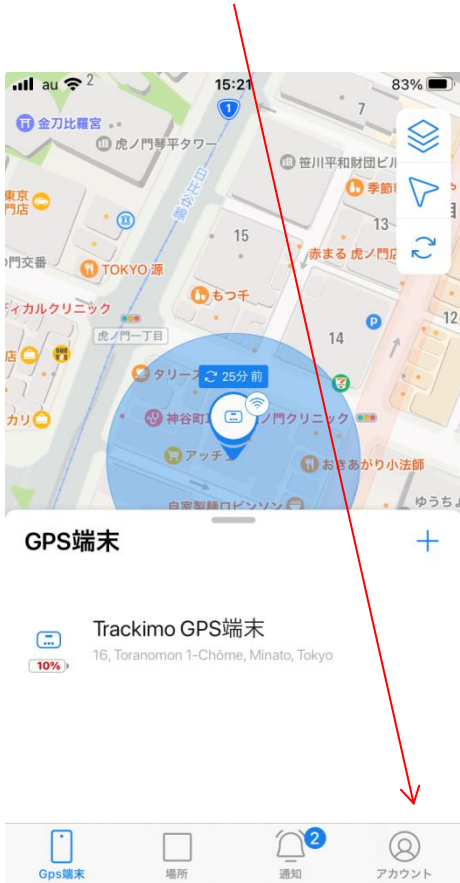 au 2 15:21 83%
1
7
金刀比羅宮
虎ノ門琴平タワー
笹川平和財団ビル
日比谷線
季節
東京
門店
13
15
赤まる 虎ノ門店
門交番
TOKYO 源
もつ千
ィカルクリニック
12
虎ノ門一丁目
P
14
店
タリーズ
25分 前
カリ
神谷町
ノ門クリニック
アッチェ
おきあがり小法師
自家製麺ロビンソン
ゆうちょ
GPS端末
+
Trackimo GPS端末
16, Toranomon 1-Chōme, Minato, Tokyo
10%
2
Gps端末 場所 通知 アカウント